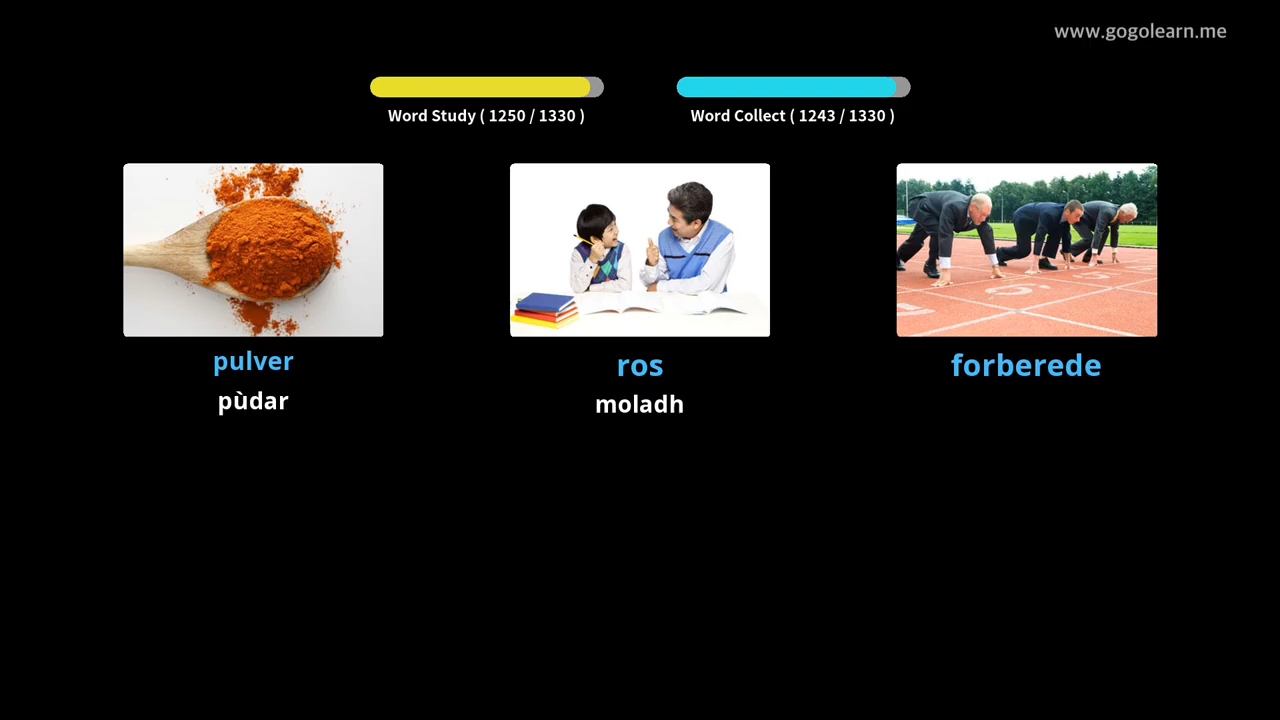 www.gogolearn.me
Word Study ( 1250 / 1330 )
Word Collect ( 1243 / 1330 )
pulver
pùdar
ros
moladh
forberede